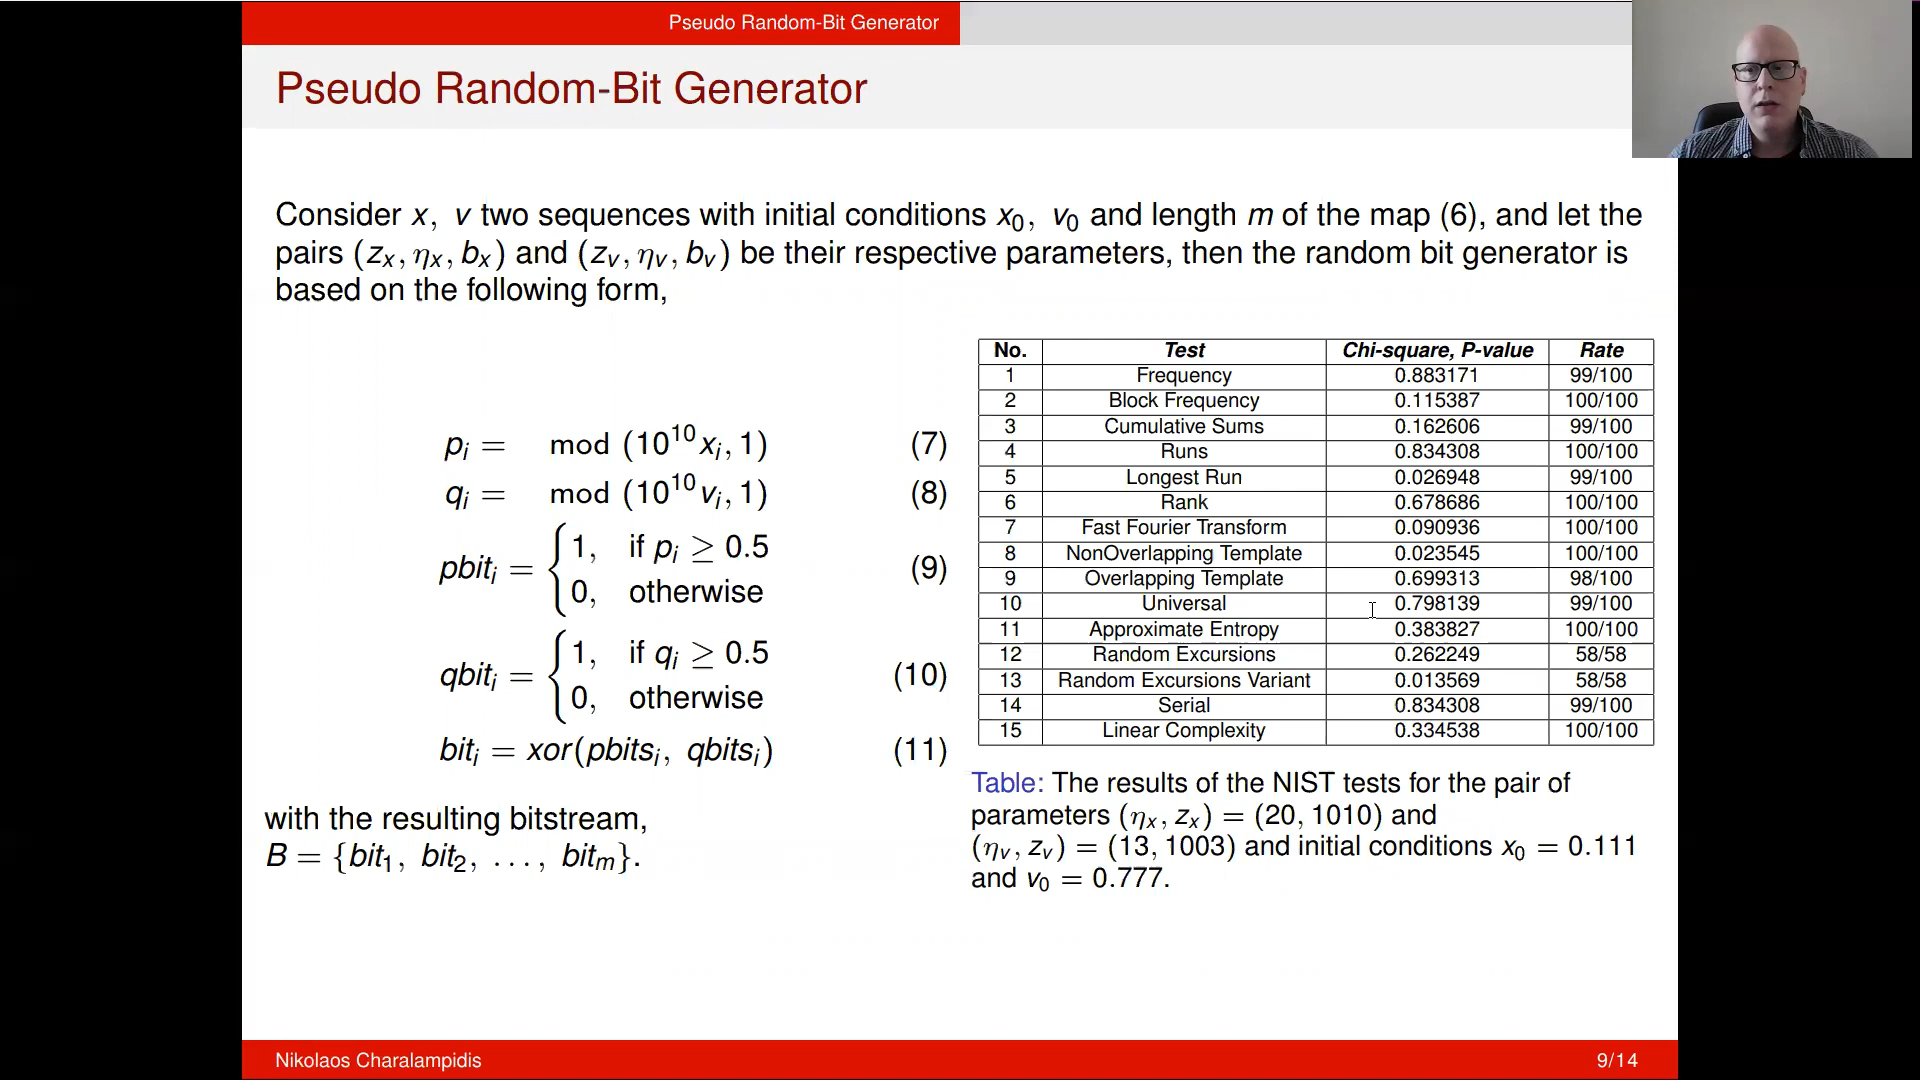 Pseudo Random-Bit Generator
Pseudo Random-Bit Generator
Consider x, v two sequences with initial conditions x₀, v₀ and length m of the map (6), and let the
pairs (zₓ, ηₓ, bₓ) and (zᵥ, ηᵥ, bᵥ) be their respective parameters, then the random bit generator is
based on the following form,
pᵢ = mod (10¹⁰xᵢ, 1) (7)
qᵢ = mod (10¹⁰vᵢ, 1) (8)
pbitᵢ = { 1, if pᵢ ≥ 0.5
0, otherwise (9)
qbitᵢ = { 1, if qᵢ ≥ 0.5
0, otherwise (10)
bitᵢ = xor(pbitsᵢ, qbitsᵢ) (11)
with the resulting bitstream,
B = {bit₁, bit₂, ..., bitₘ}.
No. Test Chi-square, P-value Rate
1 Frequency 0.883171 99/100
2 Block Frequency 0.115387 100/100
3 Cumulative Sums 0.162606 99/100
4 Runs 0.834308 100/100
5 Longest Run 0.026948 99/100
6 Rank 0.678686 100/100
7 Fast Fourier Transform 0.090936 100/100
8 NonOverlapping Template 0.023545 100/100
9 Overlapping Template 0.699313 98/100
10 Universal 0.798139 99/100
11 Approximate Entropy 0.383827 100/100
12 Random Excursions 0.262249 58/58
13 Random Excursions Variant 0.013569 58/58
14 Serial 0.834308 99/100
15 Linear Complexity 0.334538 100/100
Table: The results of the NIST tests for the pair of
parameters (ηₓ, zₓ) = (20, 1010) and
(ηᵥ, zᵥ) = (13, 1003) and initial conditions x₀ = 0.111
and v₀ = 0.777.
Nikolaos Charalampidis 9/14